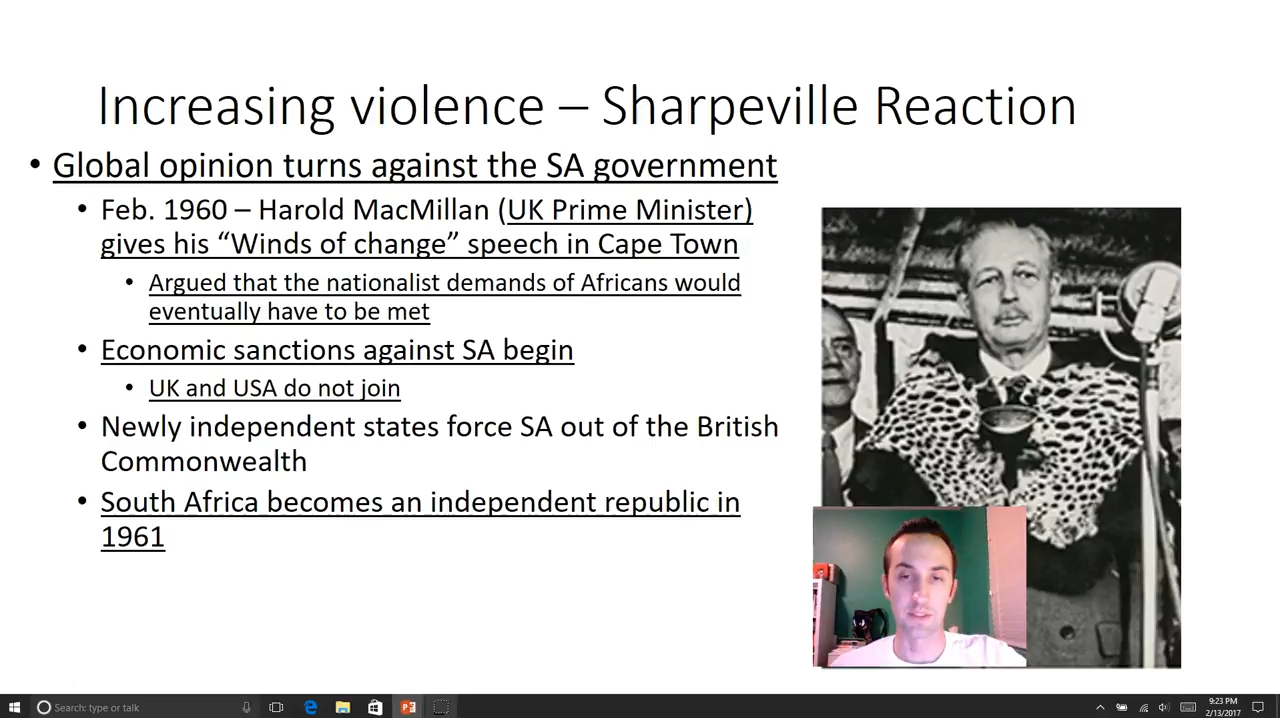 Increasing violence – Sharpeville Reaction
• Global opinion turns against the SA government
• Feb. 1960 – Harold MacMillan (UK Prime Minister)
gives his “Winds of change” speech in Cape Town
• Argued that the nationalist demands of Africans would
eventually have to be met
• Economic sanctions against SA begin
• UK and USA do not join
• Newly independent states force SA out of the British
Commonwealth
• South Africa becomes an independent republic in
1961
Search: type or talk
9:23 PM
2/13/2017